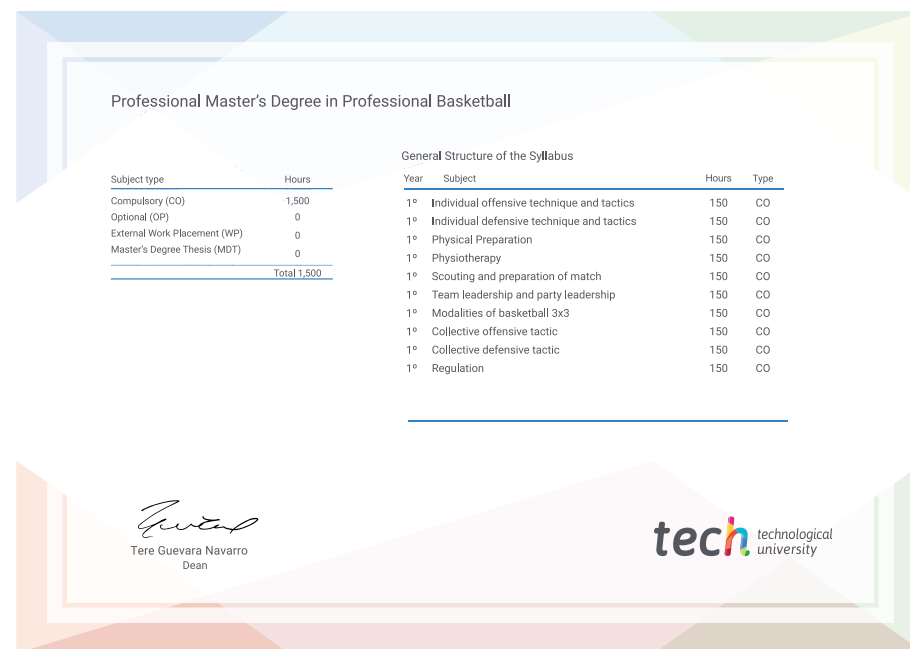 Professional Master's Degree in Professional Basketball
Subject type Hours
Compulsory (CO) 1,500
Optional (OP) 0
External Work Placement (WP) 0
Master's Degree Thesis (MDT) 0
Total 1,500
General Structure of the Syllabus
Year Subject Hours Type
1º Individual offensive technique and tactics 150 CO
1º Individual defensive technique and tactics 150 CO
1º Physical Preparation 150 CO
1º Physiotherapy 150 CO
1º Scouting and preparation of match 150 CO
1º Team leadership and party leadership 150 CO
1º Modalities of basketball 3x3 150 CO
1º Collective offensive tactic 150 CO
1º Collective defensive tactic 150 CO
1º Regulation 150 CO
Tere Guevara Navarro
Dean
tech technological
university